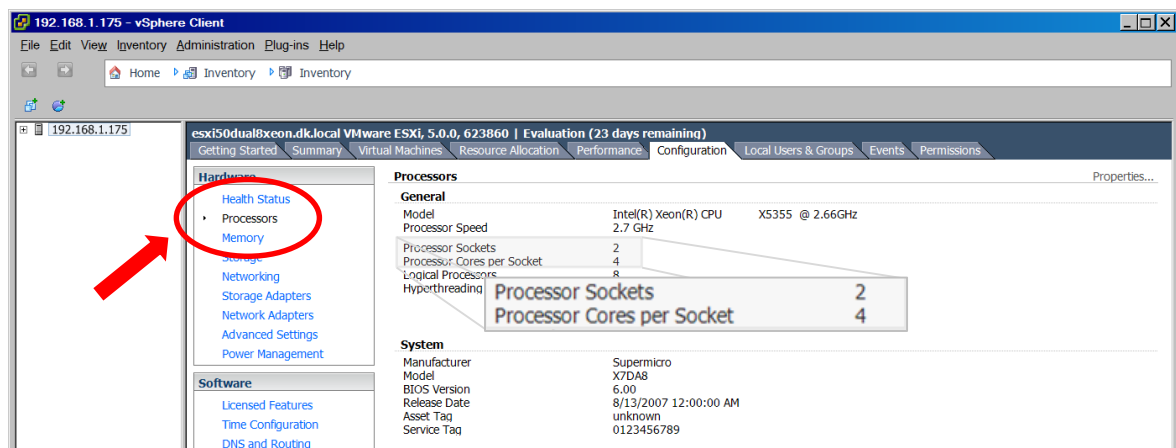 192.168.1.175 - vSphere Client
File Edit View Inventory Administration Plug-ins Help
Home Inventory Inventory
192.168.1.175
esxi50dual8xeon.dk.local VMware ESXi, 5.0.0, 623860 | Evaluation (23 days remaining)
Getting Started Summary Virtual Machines Resource Allocation Performance Configuration Local Users & Groups Events Permissions
Hardware
Health Status
Processors
Memory
Storage
Networking
Storage Adapters
Network Adapters
Advanced Settings
Power Management
Software
Licensed Features
Time Configuration
DNS and Routing
Processors Properties...
General
Model Intel(R) Xeon(R) CPU X5355 @ 2.66GHz
Processor Speed 2.7 GHz
Processor Sockets 2
Processor Cores per Socket 4
Logical Processors 8
Hyperthreading
Processor Sockets 2
Processor Cores per Socket 4
System
Manufacturer Supermicro
Model X7DA8
BIOS Version 6.00
Release Date 8/13/2007 12:00:00 AM
Asset Tag unknown
Service Tag 0123456789